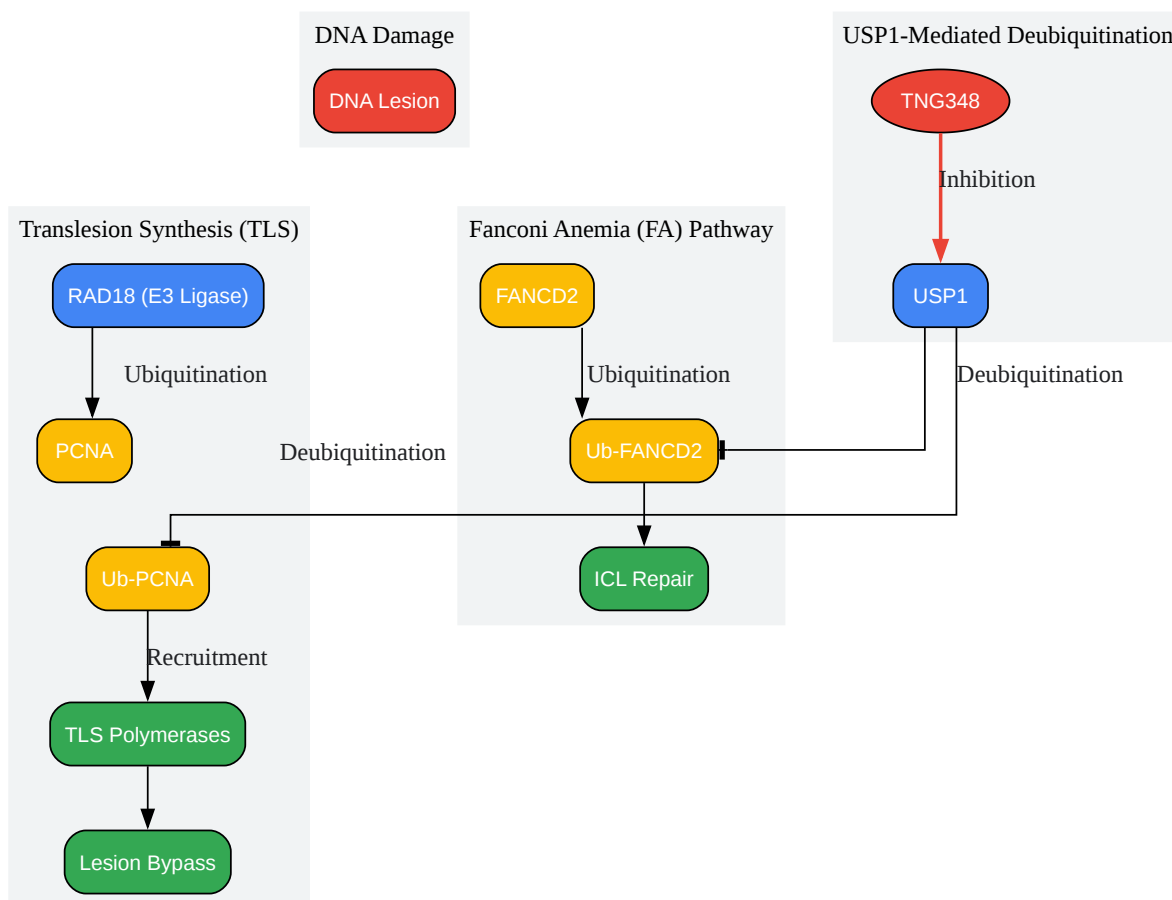 DNA Damage
DNA Lesion
USP1-Mediated Deubiquitination
TNG348
Inhibition
USP1
Translesion Synthesis (TLS)
RAD18 (E3 Ligase)
Ubiquitination
PCNA
Deubiquitination
Ub-PCNA
Recruitment
TLS Polymerases
Lesion Bypass
Fanconi Anemia (FA) Pathway
FANCD2
Ubiquitination
Ub-FANCD2
ICL Repair
Deubiquitination